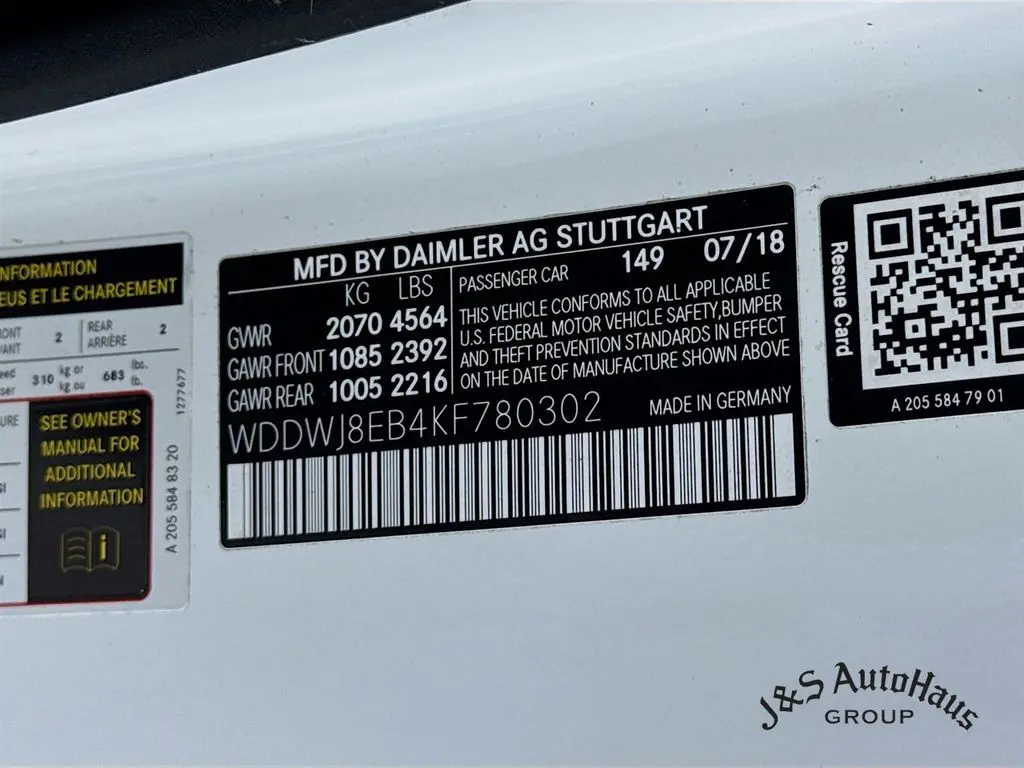 NFORMATION
EUS ET LE CHARGEMENT
2
REAR
ARRIÈRE
2
310 kg or
kg ou 683 lbs.
lb.
SEE OWNER'S
MANUAL FOR
ADDITIONAL
INFORMATION
A 205 584 83 20
1277677
MFD BY DAIMLER AG STUTTGART
KG LBS
GVWR 2070 4564
GAWR FRONT 1085 2392
GAWR REAR 1005 2216
PASSENGER CAR 149 07/18
THIS VEHICLE CONFORMS TO ALL APPLICABLE
U.S. FEDERAL MOTOR VEHICLE SAFETY,BUMPER
AND THEFT PREVENTION STANDARDS IN EFFECT
ON THE DATE OF MANUFACTURE SHOWN ABOVE
WDDWJ8EB4KF780302 MADE IN GERMANY
Rescue Card
A 205 584 79 01
J&S AutoHaus
GROUP